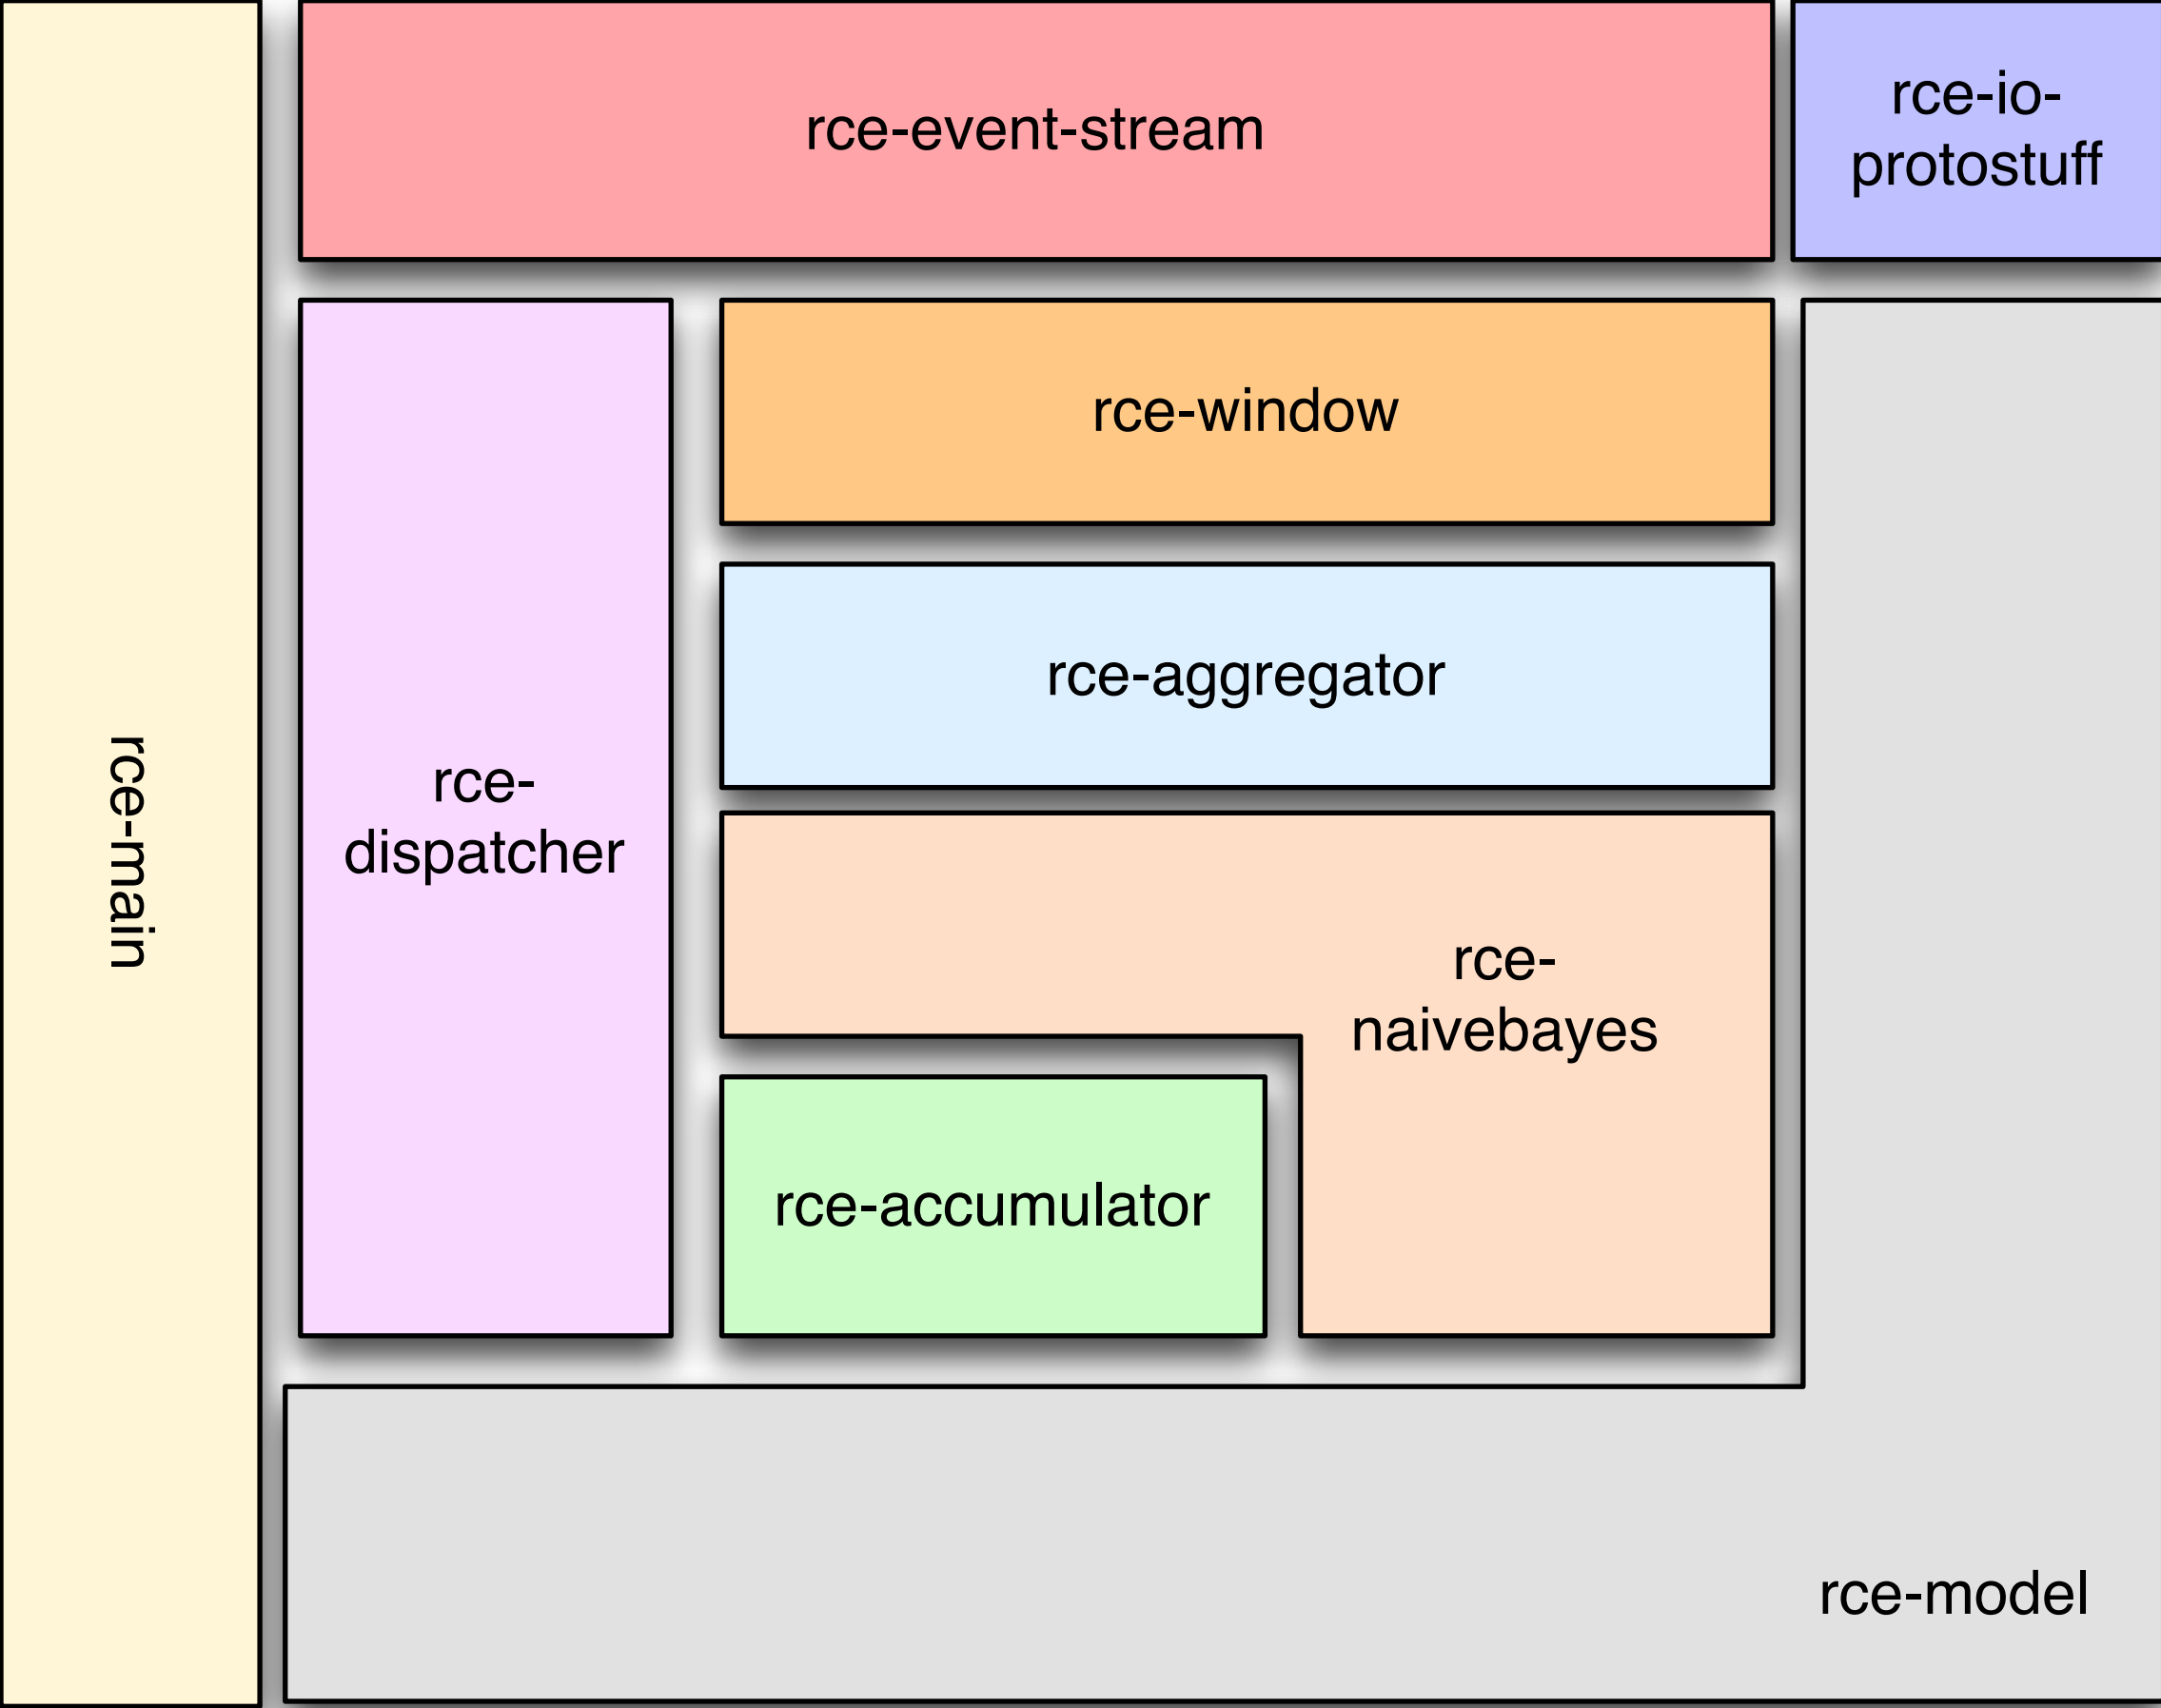 rce-event-stream
rce-io-
protostuff
rce-window
rce-aggregator
rce-main
rce-
dispatcher
rce-
naivebayes
rce-accumulator
rce-model